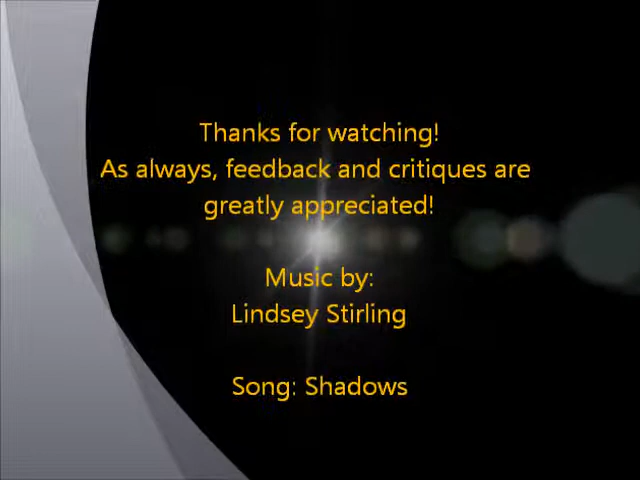 Thanks for watching!
As always, feedback and critiques are
greatly appreciated!
Music by:
Lindsey Stirling
Song: Shadows